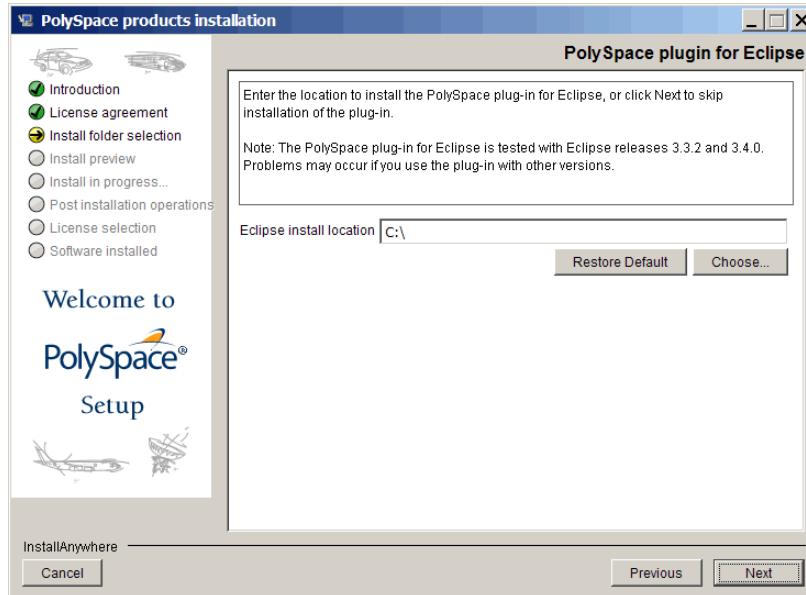 PolySpace products installation
PolySpace plugin for Eclipse
Introduction
License agreement
Install folder selection
Install preview
Install in progress...
Post installation operations
License selection
Software installed
Welcome to
PolySpace®
Setup
Enter the location to install the PolySpace plug-in for Eclipse, or click Next to skip
installation of the plug-in.
Note: The PolySpace plug-in for Eclipse is tested with Eclipse releases 3.3.2 and 3.4.0.
Problems may occur if you use the plug-in with other versions.
Eclipse install location C:\
Restore Default Choose...
InstallAnywhere
Cancel Previous Next